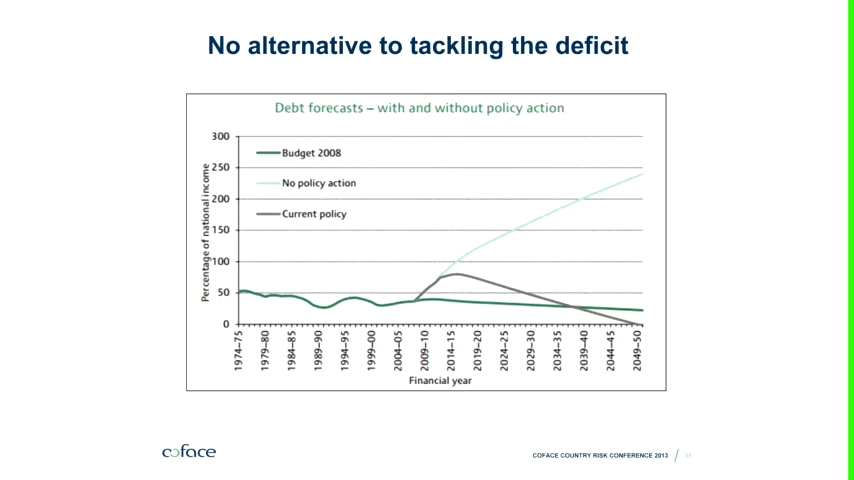 No alternative to tackling the deficit
Debt forecasts – with and without policy action
Percentage of national income
300
250
200
150
100
50
0
Budget 2008
No policy action
Current policy
1974–75
1979–80
1984–85
1989–90
1994–95
1999–00
2004–05
2009–10
2014–15
2019–20
2024–25
2029–30
2034–35
2039–40
2044–45
2049–50
Financial year
coface
COFACE COUNTRY RISK CONFERENCE 2013 /